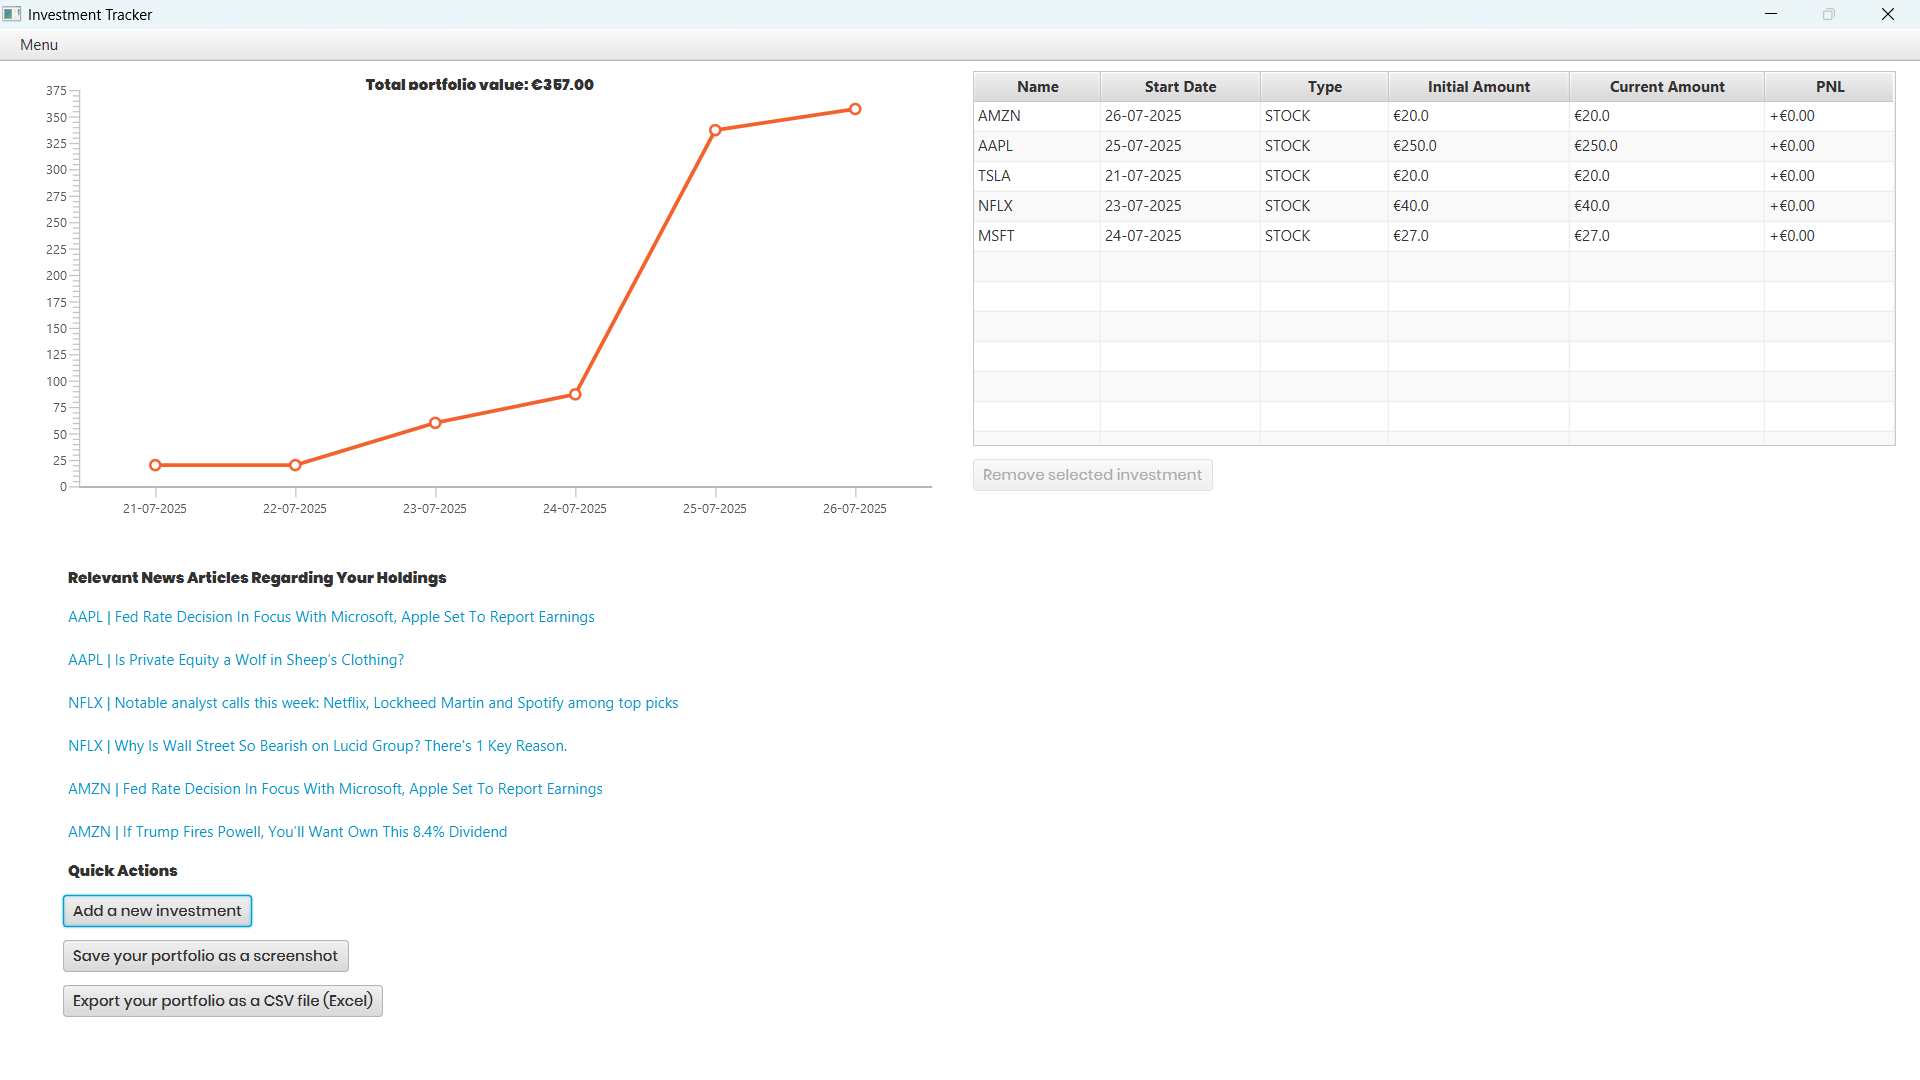 Investment Tracker
Menu
Total portfolio value: €357.00
375
350
325
300
275
250
225
200
175
150
125
100
75
50
25
0
21-07-2025 22-07-2025 23-07-2025 24-07-2025 25-07-2025 26-07-2025
Name Start Date Type Initial Amount Current Amount PNL
AMZN 26-07-2025 STOCK €20.0 €20.0 +€0.00
AAPL 25-07-2025 STOCK €250.0 €250.0 +€0.00
TSLA 21-07-2025 STOCK €20.0 €20.0 +€0.00
NFLX 23-07-2025 STOCK €40.0 €40.0 +€0.00
MSFT 24-07-2025 STOCK €27.0 €27.0 +€0.00
Remove selected investment
Relevant News Articles Regarding Your Holdings
AAPL | Fed Rate Decision In Focus With Microsoft, Apple Set To Report Earnings
AAPL | Is Private Equity a Wolf in Sheep’s Clothing?
NFLX | Notable analyst calls this week: Netflix, Lockheed Martin and Spotify among top picks
NFLX | Why Is Wall Street So Bearish on Lucid Group? There's 1 Key Reason.
AMZN | Fed Rate Decision In Focus With Microsoft, Apple Set To Report Earnings
AMZN | If Trump Fires Powell, You’ll Want Own This 8.4% Dividend
Quick Actions
Add a new investment
Save your portfolio as a screenshot
Export your portfolio as a CSV file (Excel)